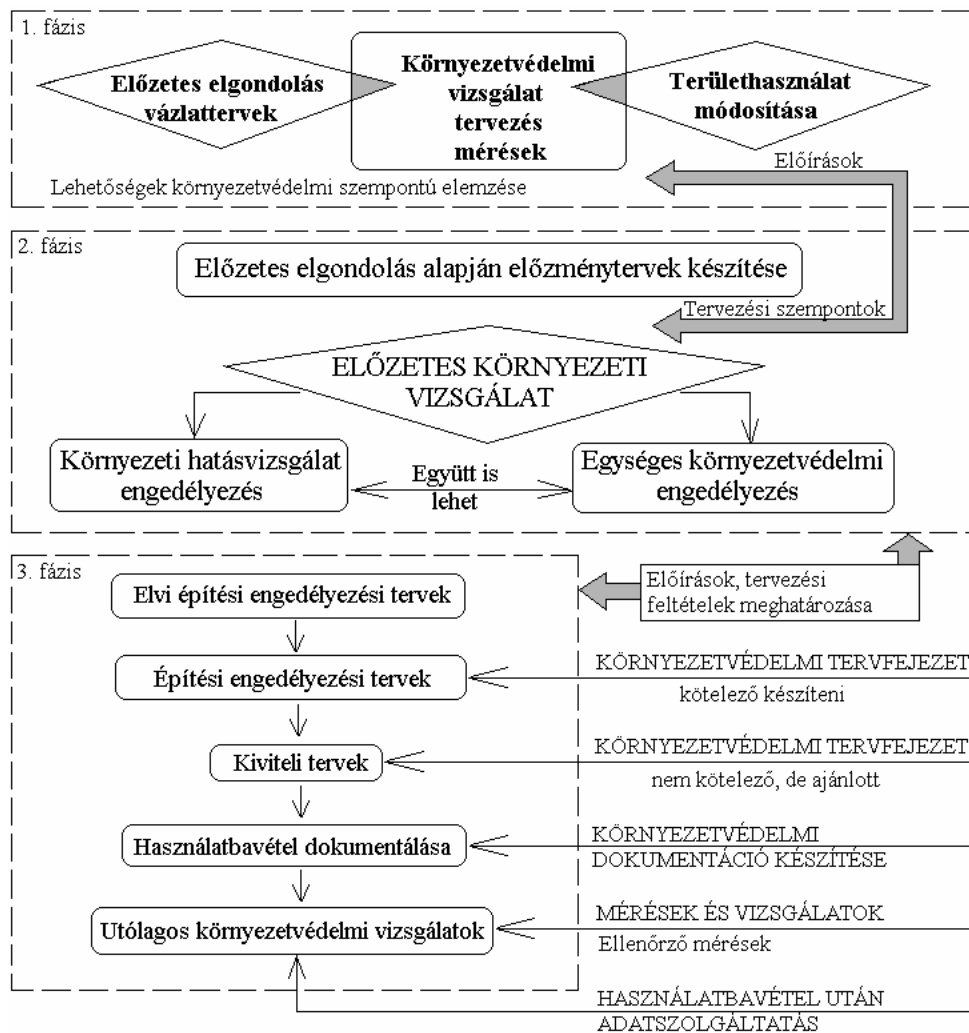 1. fázis
Előzetes elgondolás
vázlattervek
Környezetvédelmi
vizsgálat
tervezés
mérések
Területhasználat
módosítása
Lehetőségek környezetvédelmi szempontú elemzése
Előírások
2. fázis
Előzetes elgondolás alapján előzménytervek készítése
Tervezési szempontok
ELŐZETES KÖRNYEZETI
VIZSGÁLAT
Környezeti hatásvizsgálat
engedélyezés
Együtt is
lehet
Egységes környezetvédelmi
engedélyezés
3. fázis
Elvi építési engedélyezési tervek
Előírások, tervezési
feltételek meghatározása
Építési engedélyezési tervek
KÖRNYEZETVÉDELMI TERVFEJEZET
kötelező készíteni
Kiviteli tervek
KÖRNYEZETVÉDELMI TERVFEJEZET
nem kötelező, de ajánlott
Használatbavétel dokumentálása
KÖRNYEZETVÉDELMI
DOKUMENTÁCIÓ KÉSZÍTÉSE
Utólagos környezetvédelmi vizsgálatok
MÉRÉSEK ÉS VIZSGÁLATOK
Ellenőrző mérések
HASZNÁLATBAVÉTEL UTÁN
ADATSZOLGÁLTATÁS